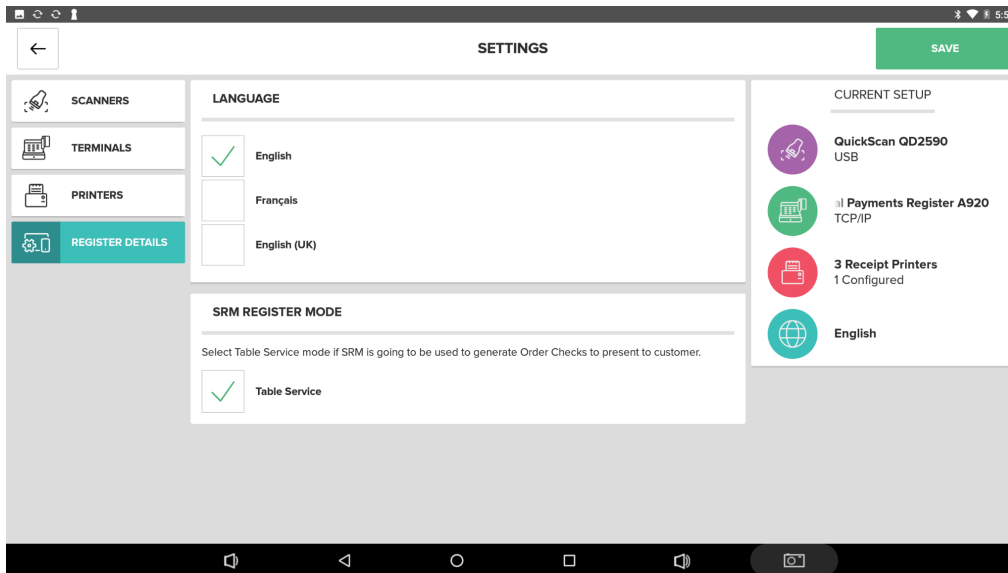 5:5
SETTINGS
SAVE
SCANNERS
TERMINALS
PRINTERS
REGISTER DETAILS
LANGUAGE
English
Français
English (UK)
SRM REGISTER MODE
Select Table Service mode if SRM is going to be used to generate Order Checks to present to customer.
Table Service
CURRENT SETUP
QuickScan QD2590
USB
Payments Register A920
TCP/IP
3 Receipt Printers
1 Configured
English